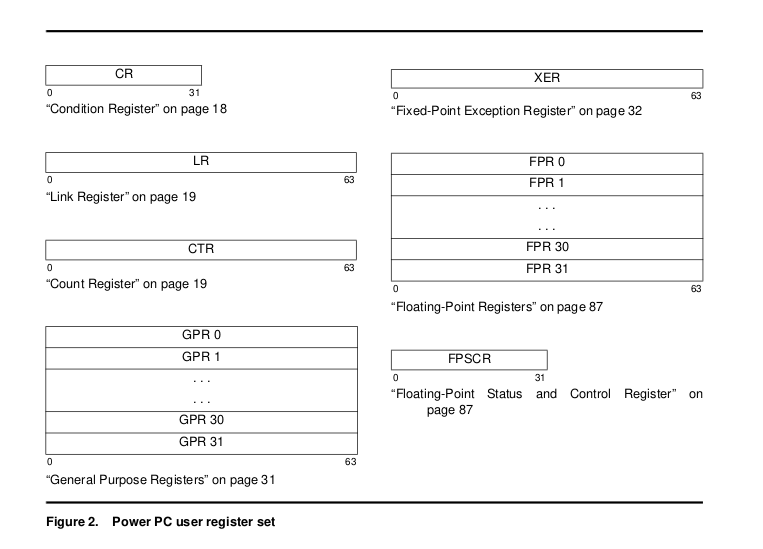 CR
0 31
“Condition Register” on page 18
LR
0 63
“Link Register” on page 19
CTR
0 63
“Count Register” on page 19
GPR 0
GPR 1
. . .
. . .
GPR 30
GPR 31
0 63
“General Purpose Registers” on page 31
XER
0 63
“Fixed-Point Exception Register” on page 32
FPR 0
FPR 1
. . .
. . .
FPR 30
FPR 31
0 63
“Floating-Point Registers” on page 87
FPSCR
0 31
“Floating-Point Status and Control Register” on
page 87
Figure 2. Power PC user register set